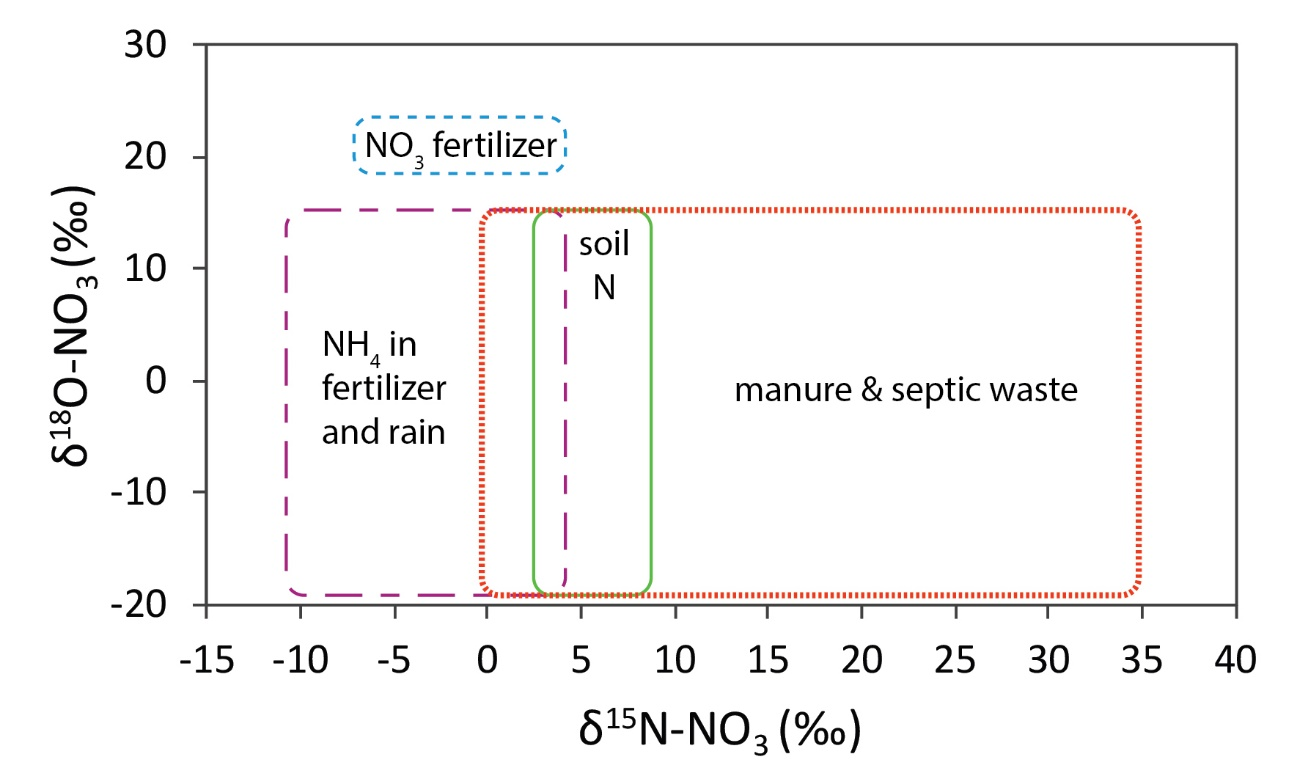 30
20
10
0
-10
-20
δ18O-NO3 (‰)
NO3 fertilizer
soil
N
NH4 in
fertilizer
and rain
manure & septic waste
-15 -10 -5 0 5 10 15 20 25 30 35 40
δ15N-NO3 (‰)